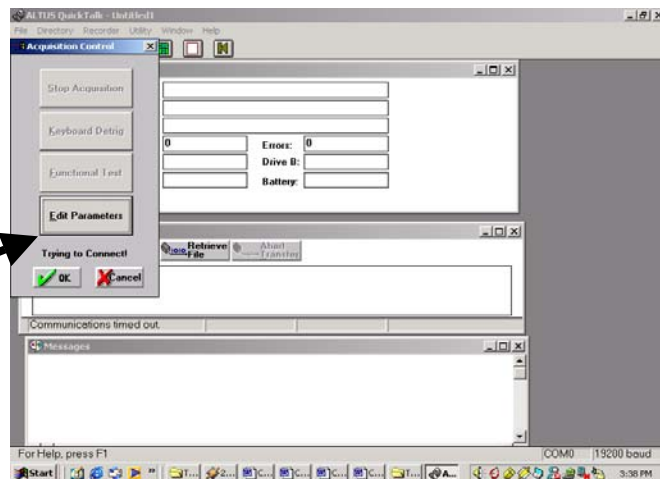 ALTUS QuickTalk - Untitled1
File Directory Recorder Utility Window Help
Acquisition Control
Stop Acquisition
Keyboard Detrig
Functional Test
Edit Parameters
Trying to Connect!
OK Cancel
0 Errors: 0
Drive B:
Battery:
Retrieve File
Abort Transfer
Communications timed out.
Messages
For Help, press F1
COM0 19200 baud
Start T... 2... C... C... C... C... T... A... 3:38 PM